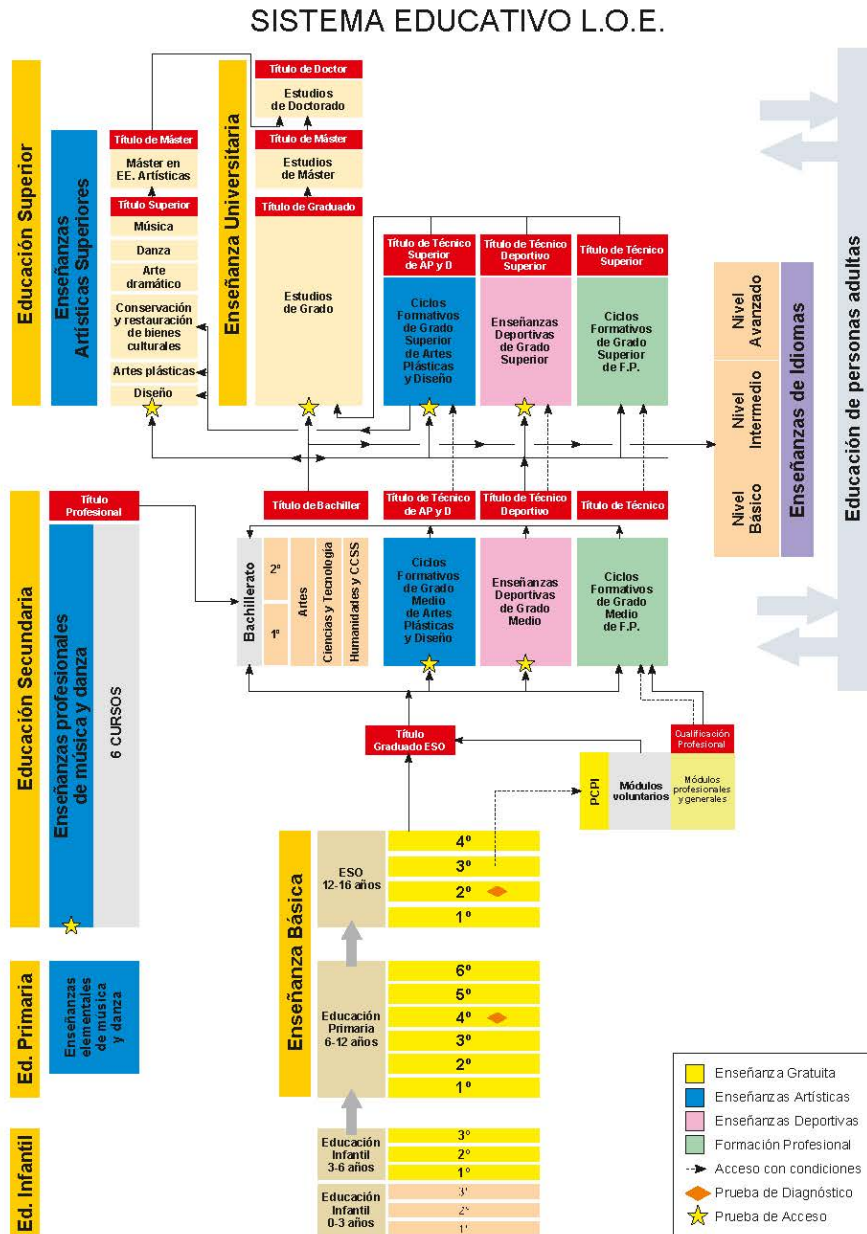 SISTEMA EDUCATIVO L.O.E.
Educación Superior
Enseñanzas
Artísticas Superiores
Título de Máster
Máster en
EE. Artísticas
Título Superior
Música
Danza
Arte
dramático
Conservación
y restauración
de bienes
culturales
Artes plásticas
Diseño
Enseñanza Universitaria
Título de Doctor
Estudios
de Doctorado
Título de Máster
Estudios
de Máster
Título de Graduado
Estudios
de Grado
Título de Técnico
Superior
de AP y D
Ciclos
Formativos
de Grado
Superior
de Artes
Plásticas
y Diseño
Título de Técnico
Deportivo
Superior
Enseñanzas
Deportivas
de Grado
Superior
Título de Técnico
Superior
Ciclos
Formativos
de Grado
Superior
de F.P.
Nivel
Avanzado
Nivel
Intermedio
Nivel
Básico
Enseñanzas de Idiomas
Educación de personas adultas
Educación Secundaria
Título
Profesional
Enseñanzas profesionales
de música y danza
6 CURSOS
Título de Bachiller
Bachillerato
2º
1º
Artes
Ciencias y Tecnología
Humanidades y CCSS
Título de Técnico
de AP y D
Ciclos
Formativos
de Grado
Medio
de Artes
Plásticas
y Diseño
Título de Técnico
Deportivo
Enseñanzas
Deportivas
de Grado
Medio
Título de Técnico
Ciclos
Formativos
de Grado
Medio
de F.P.
Título
Graduado ESO
Cualificación
Profesional
PCPI
Módulos
voluntarios
Módulos
profesionales
y generales
Enseñanza Básica
ESO
12-16 años
4º
3º
2º
1º
Ed. Primaria
Enseñanzas
elementales
de musica
y danza
Educación
Primaria
6-12 años
6º
5º
4º
3º
2º
1º
Ed. Infantil
Educación
Infantil
3-6 años
3º
2º
1º
Educación
Infantil
0-3 años
3º
2º
1º
Enseñanza Gratuita
Enseñanzas Artísticas
Enseñanzas Deportivas
Formación Profesional
Acceso con condiciones
Prueba de Diagnóstico
Prueba de Acceso